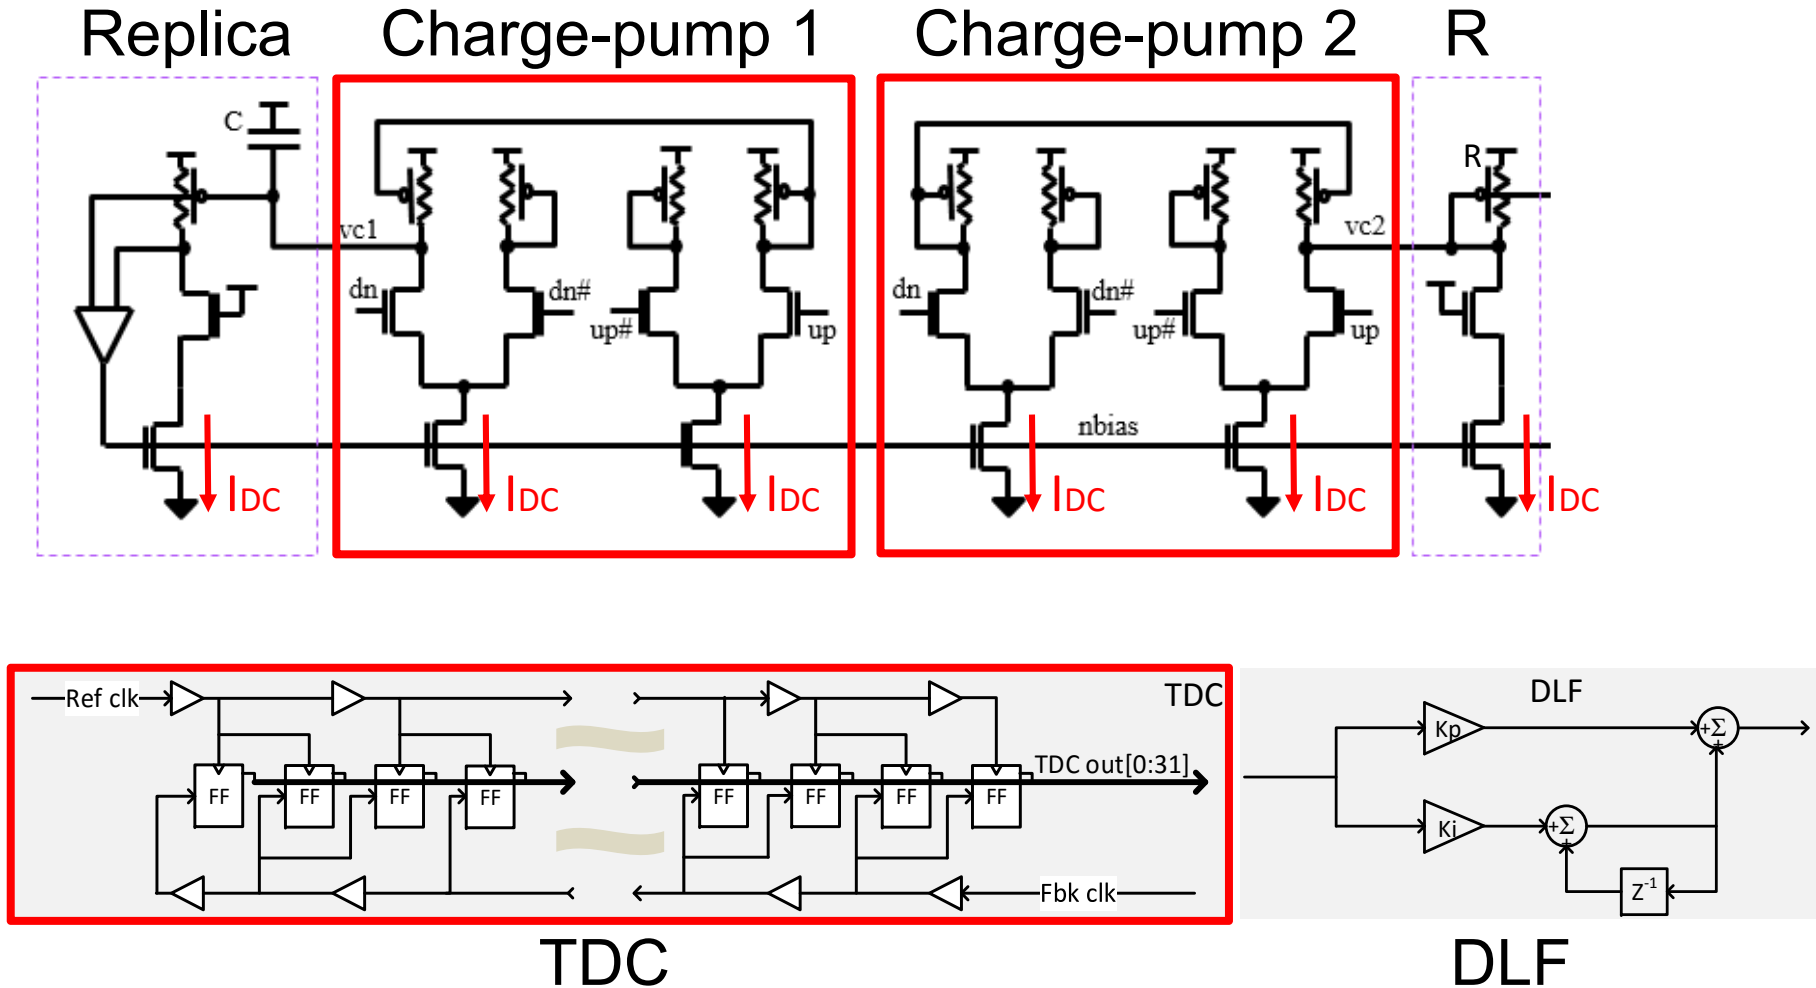 Replica
Charge-pump 1
Charge-pump 2
R
C
R
vc1
vc2
dn
dn#
up#
up
dn
dn#
up#
up
nbias
IDC
IDC
IDC
IDC
IDC
IDC
Ref clk
TDC
FF
FF
FF
FF
FF
FF
FF
FF
TDC out[0:31]
Fbk clk
DLF
Kp
+Σ
+
Ki
+Σ
+
Z-1
TDC
DLF